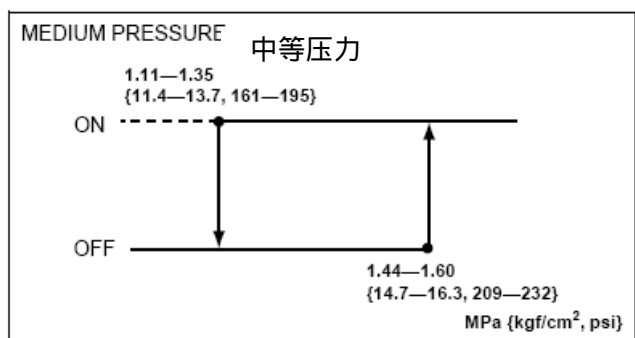 MEDIUM PRESSURE 中等压力
1.11—1.35
{11.4—13.7, 161—195}
ON
OFF
1.44—1.60
{14.7—16.3, 209—232}
MPa {kgf/cm², psi}